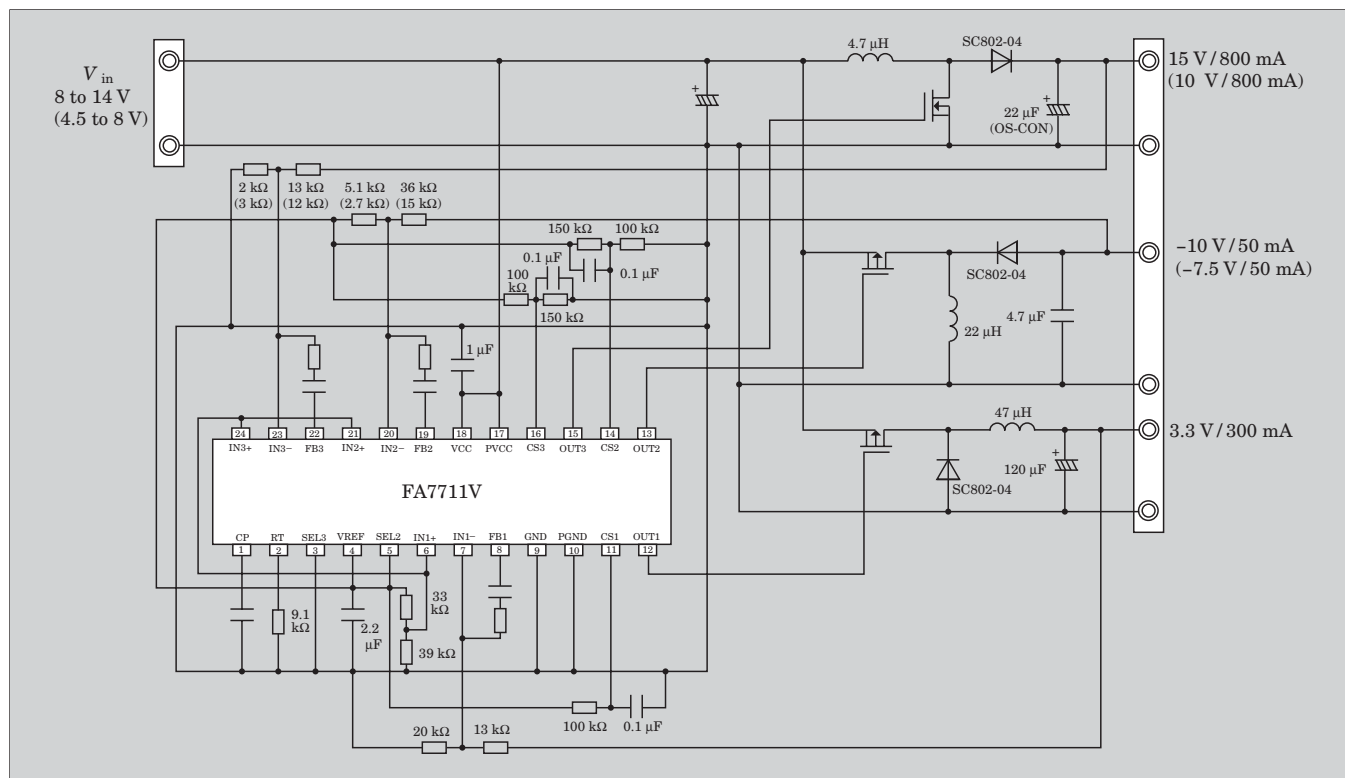 4.7 µH
SC802-04
V in
8 to 14 V
(4.5 to 8 V)
+
+
22 µF
(OS-CON)
15 V/800 mA
(10 V/800 mA)
2 kΩ
(3 kΩ)
13 kΩ
(12 kΩ)
5.1 kΩ
(2.7 kΩ)
36 kΩ
(15 kΩ)
150 kΩ
100 kΩ
0.1 µF
0.1 µF
100
kΩ
150 kΩ
SC802-04
−10 V/50 mA
(−7.5 V/50 mA)
22 µH
4.7 µF
1 µF
47 µH
+
120 µF
SC802-04
3.3 V/300 mA
24 23 22 21 20 19 18 17 16 15 14 13
IN3+ IN3− FB3 IN2+ IN2− FB2 VCC PVCC CS3 OUT3 CS2 OUT2
FA7711V
CP RT SEL3 VREF SEL2 IN1+ IN1− FB1 GND PGND CS1 OUT1
1 2 3 4 5 6 7 8 9 10 11 12
9.1
kΩ
2.2
µF
33
kΩ
39 kΩ
100 kΩ
0.1 µF
20 kΩ
13 kΩ